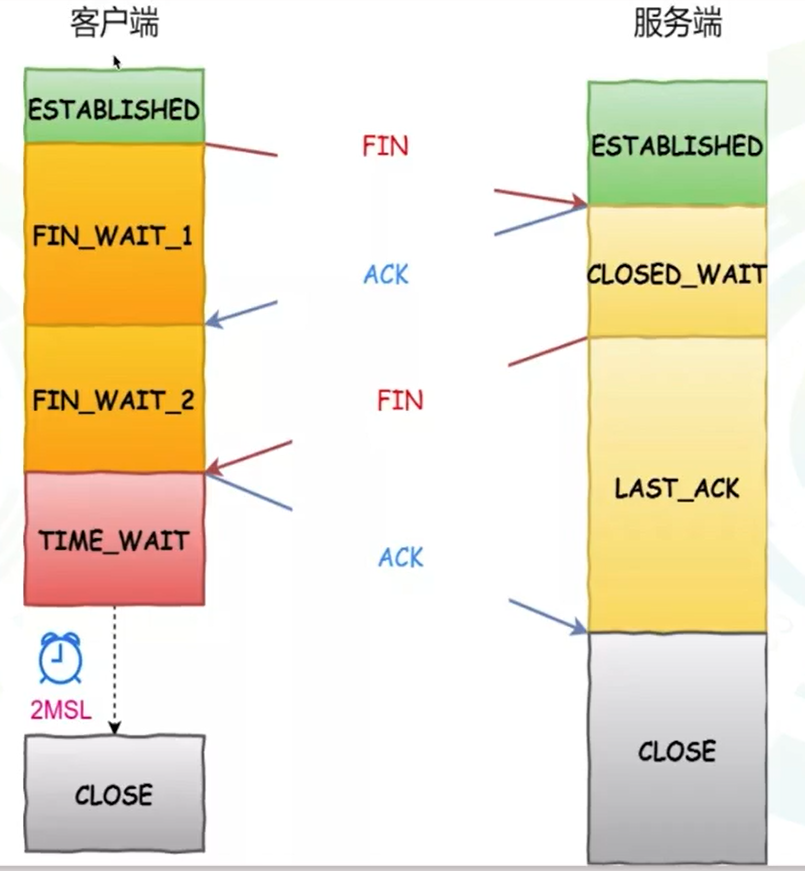 客户端
服务端
ESTABLISHED
FIN
ESTABLISHED
FIN_WAIT_1
ACK
CLOSED_WAIT
FIN_WAIT_2
FIN
LAST_ACK
TIME_WAIT
ACK
2MSL
CLOSE
CLOSE